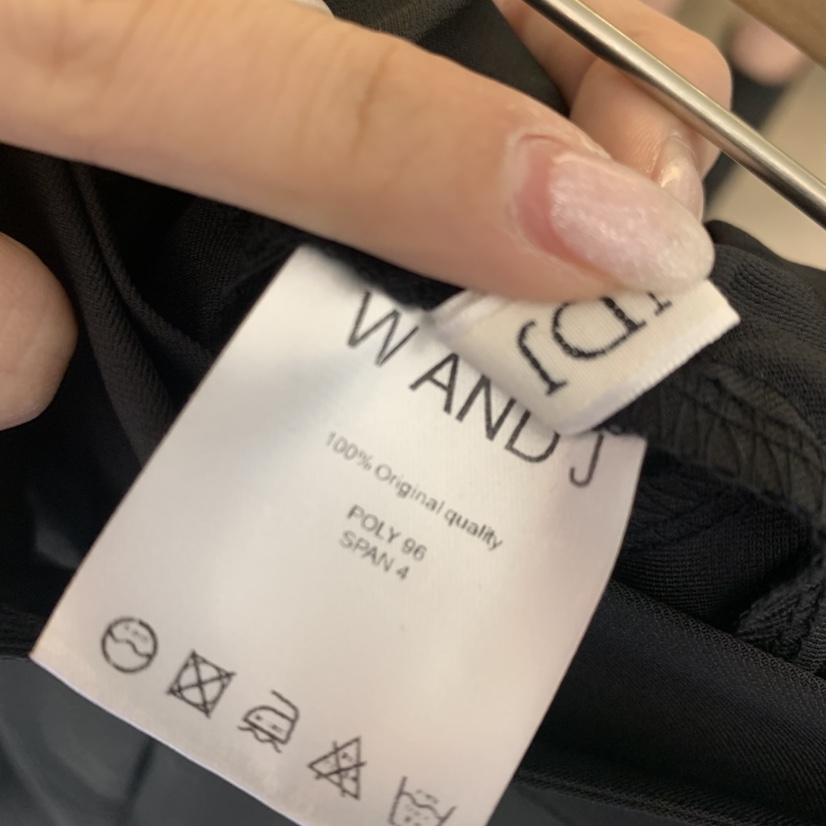 W AND J
100% Original quality
POLY 96
SPAN 4